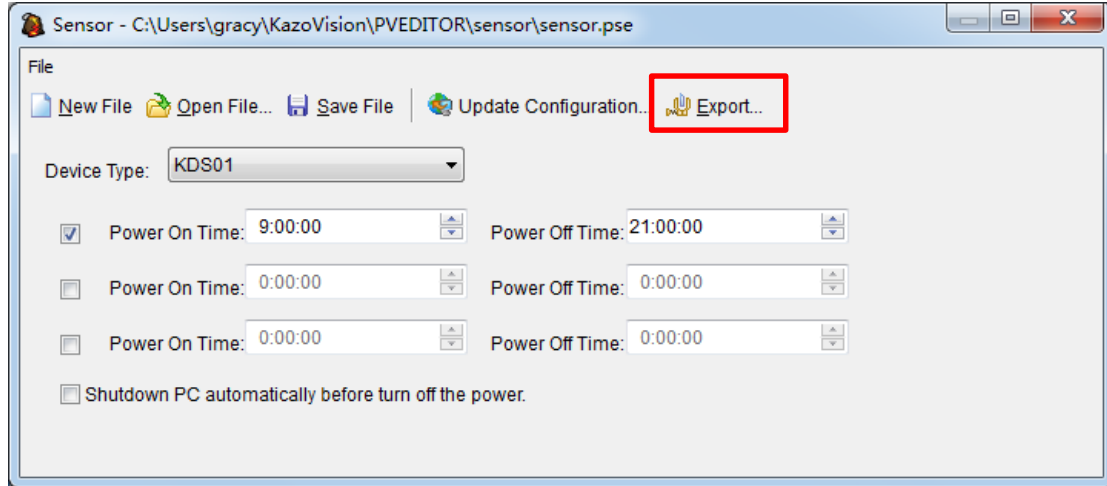 Sensor - C:\Users\gracy\KazoVision\PVEDITOR\sensor\sensor.pse
File
New File Open File... Save File Update Configuration.. Export...
Device Type: KDS01
Power On Time: 9:00:00 Power Off Time: 21:00:00
Power On Time: 0:00:00 Power Off Time: 0:00:00
Power On Time: 0:00:00 Power Off Time: 0:00:00
Shutdown PC automatically before turn off the power.